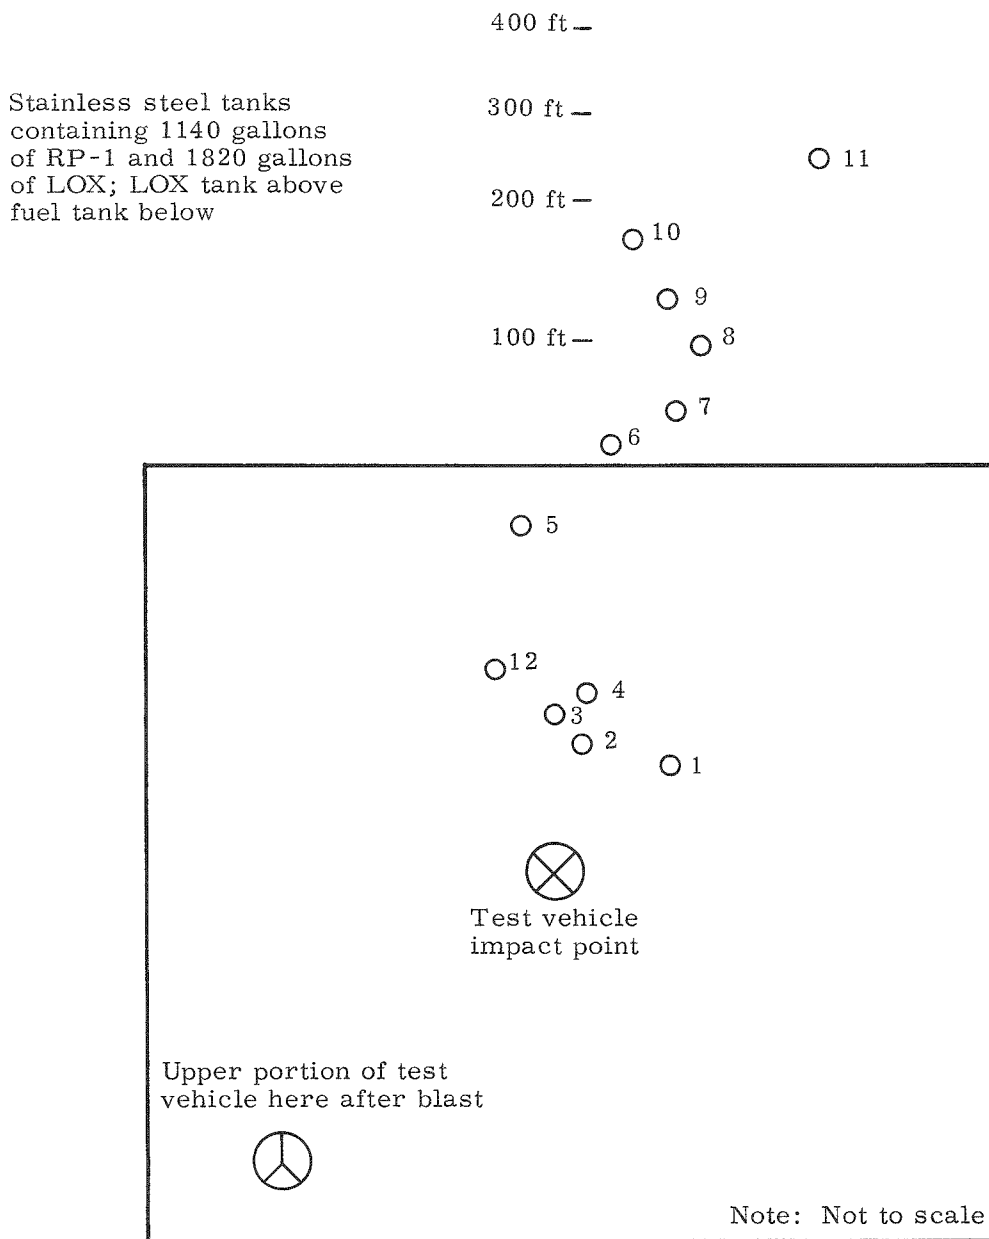 400 ft
Stainless steel tanks
containing 1140 gallons
of RP-1 and 1820 gallons
of LOX; LOX tank above
fuel tank below
300 ft
11
200 ft
10
9
100 ft
8
7
6
5
12
4
3
2
1
Test vehicle
impact point
Upper portion of test
vehicle here after blast
Note: Not to scale